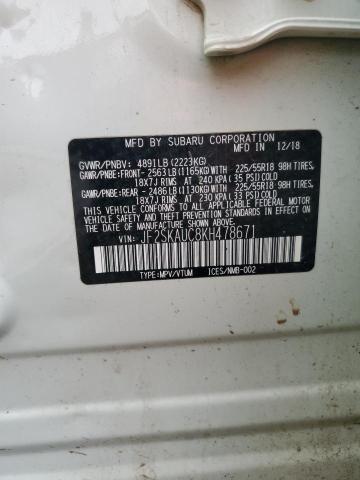 MFD BY SUBARU CORPORATION
GVWR/PNBV: 4891LB(2223KG) 12/18
GAWR/PNBE:FRONT-2563LB(1165KG)WITH 225/55R18 98H TIRES
18X7J RIMS AT 240 KPA(35 PSI)COLD
GAWR/PNBE:REAR -2486LB(1130KG)WITH 225/55R18 98H TIRES
18X7J RIMS AT 230 KPA(33 PSI)COLD
THIS VEHICLE CONFORMS TO ALL APPLICABLE FEDERAL MOTOR
VEHICLE SAFETY, BUMPER, AND THEFT PREVENTION
STANDARDS IN EFFECT ON THE DATE OF MANUFACTURE
SHOWN ABOVE.
VIN: JF2SKAUC8KH478671
TYPE:MPV/VTUM ICES/NMB-002